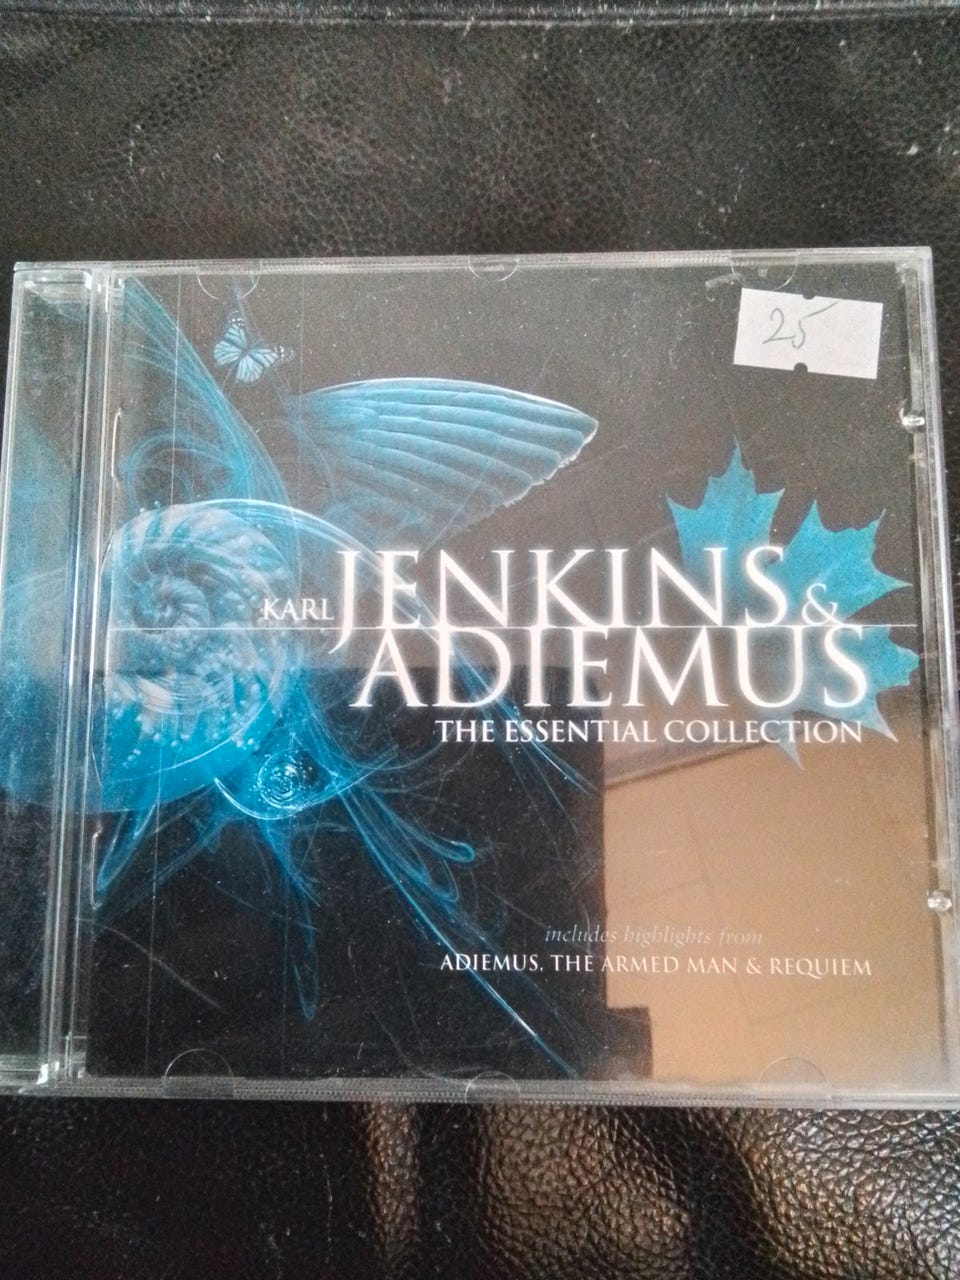 25
KARL JENKINS &
ADIEMUS
THE ESSENTIAL COLLECTION
includes highlights from
ADIEMUS, THE ARMED MAN & REQUIEM